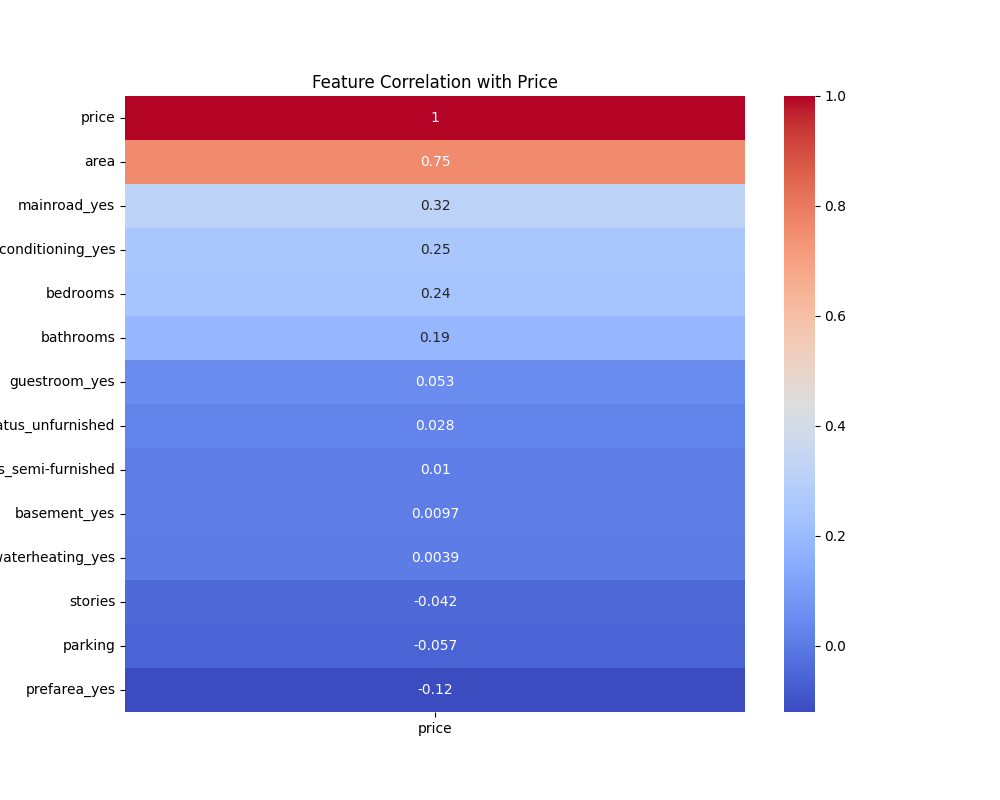 Feature Correlation with Price
price 1 1.0
area 0.75
mainroad_yes 0.32 0.8
conditioning_yes 0.25
bedrooms 0.24 0.6
bathrooms 0.19
guestroom_yes 0.053
atus_unfurnished 0.028 0.4
s_semi-furnished 0.01
basement_yes 0.0097 0.2
waterheating_yes 0.0039
stories -0.042
parking -0.057 0.0
prefarea_yes -0.12
price